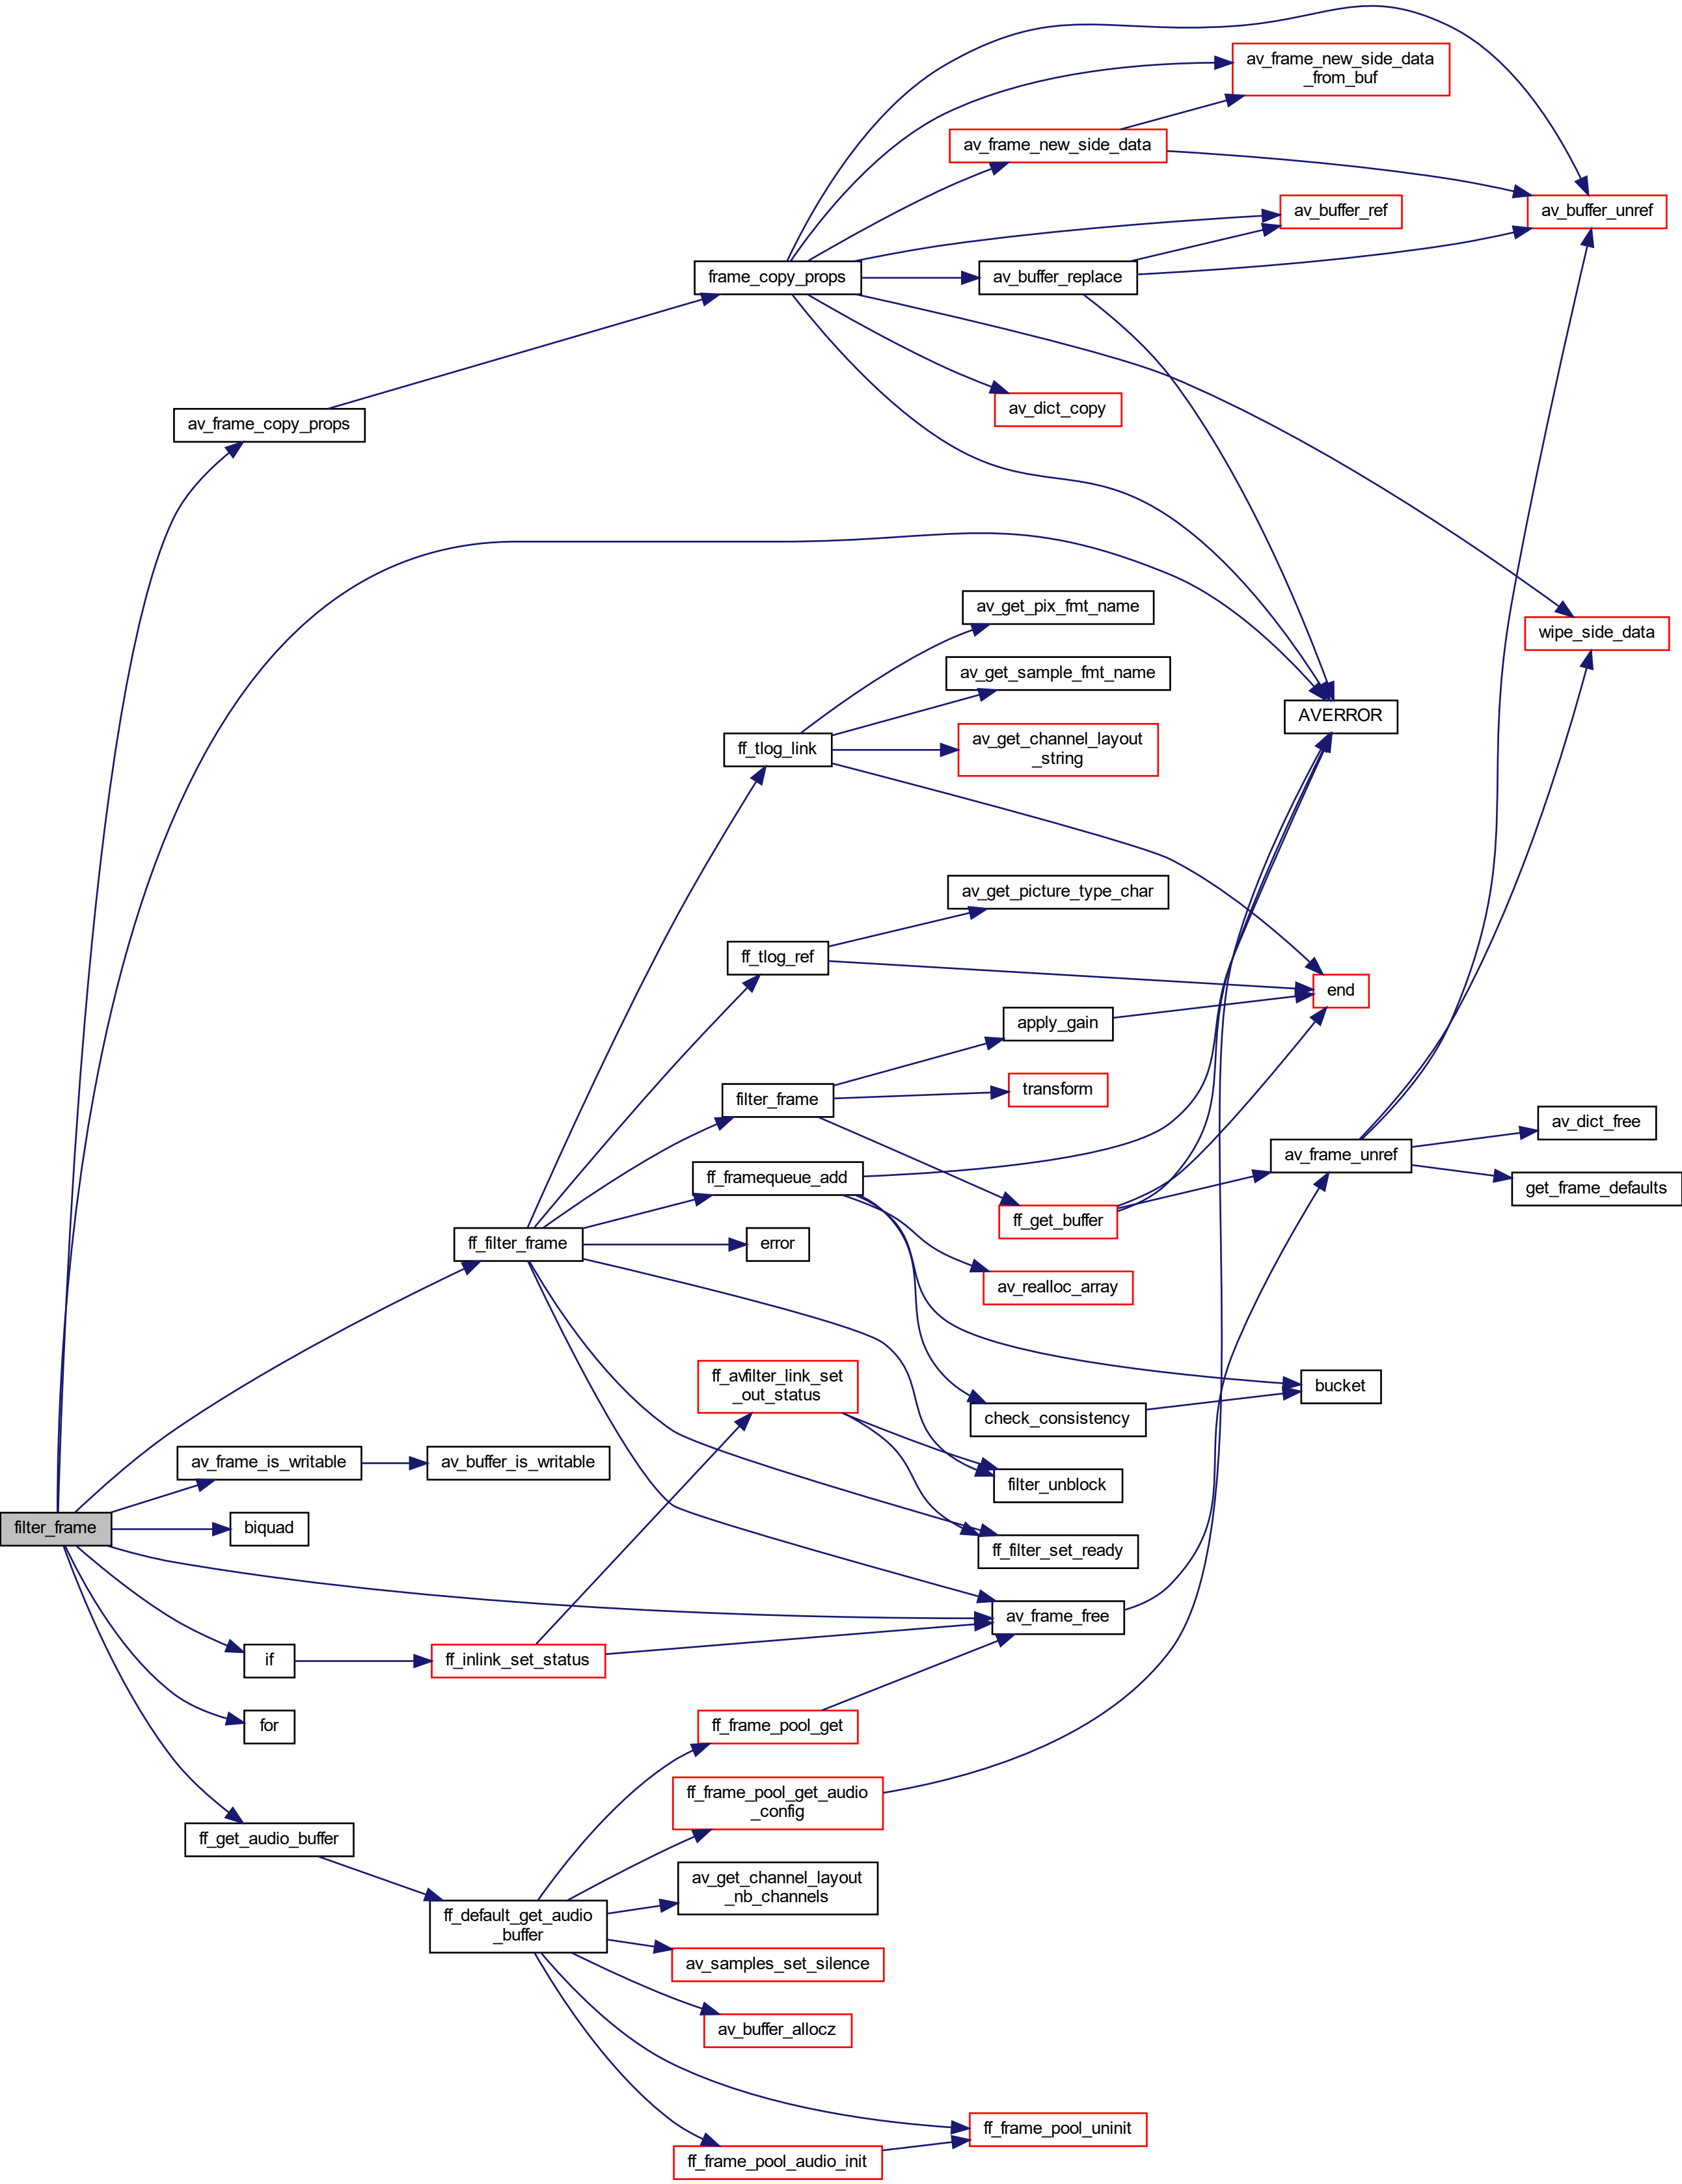 av_frame_new_side_data
_from_buf
av_frame_new_side_data
av_buffer_ref
av_buffer_unref
frame_copy_props
av_buffer_replace
av_dict_copy
av_frame_copy_props
av_get_pix_fmt_name
wipe_side_data
av_get_sample_fmt_name
AVERROR
ff_tlog_link
av_get_channel_layout
_string
av_get_picture_type_char
ff_tlog_ref
end
apply_gain
transform
filter_frame
av_dict_free
av_frame_unref
ff_framequeue_add
get_frame_defaults
ff_get_buffer
ff_filter_frame
error
av_realloc_array
ff_avfilter_link_set
_out_status
bucket
check_consistency
av_frame_is_writable
av_buffer_is_writable
filter_unblock
filter_frame
biquad
ff_filter_set_ready
av_frame_free
if
ff_inlink_set_status
for
ff_frame_pool_get
ff_frame_pool_get_audio
_config
ff_get_audio_buffer
av_get_channel_layout
_nb_channels
ff_default_get_audio
_buffer
av_samples_set_silence
av_buffer_allocz
ff_frame_pool_uninit
ff_frame_pool_audio_init